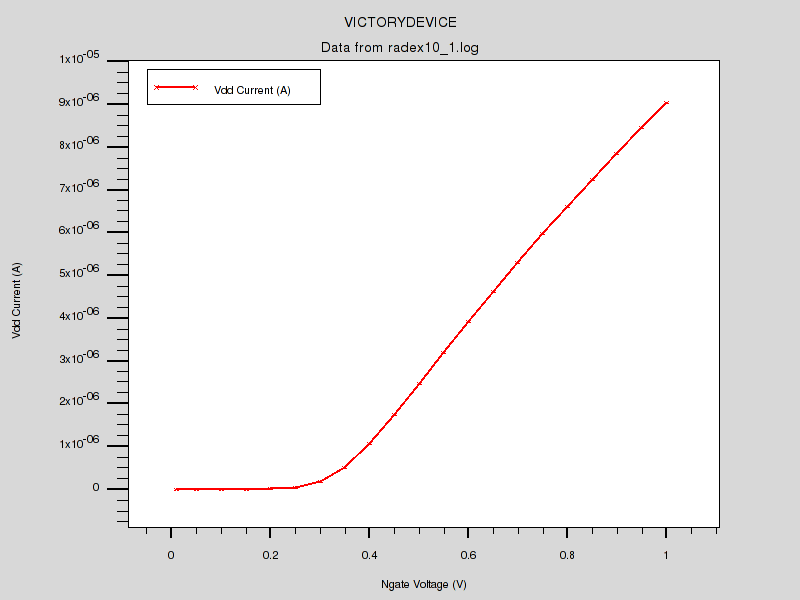 VICTORYDEVICE
Data from radex10_1.log
Vdd Current (A)
1x10-05
9x10-06
8x10-06
7x10-06
6x10-06
5x10-06
4x10-06
3x10-06
2x10-06
1x10-06
0
Vdd Current (A)
0 0.2 0.4 0.6 0.8 1
Ngate Voltage (V)